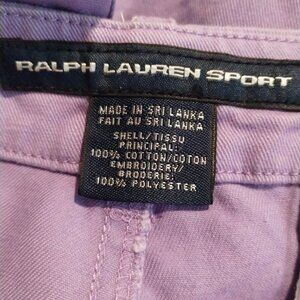 RALPH LAUREN SPORT
MADE IN SRI LANKA
FAIT AU SRI LANKA
SHELL/TISSU
PRINCIPAL:
100% COTTON/COTON
EMBROIDERY/
BRODERIE:
100% POLYESTER